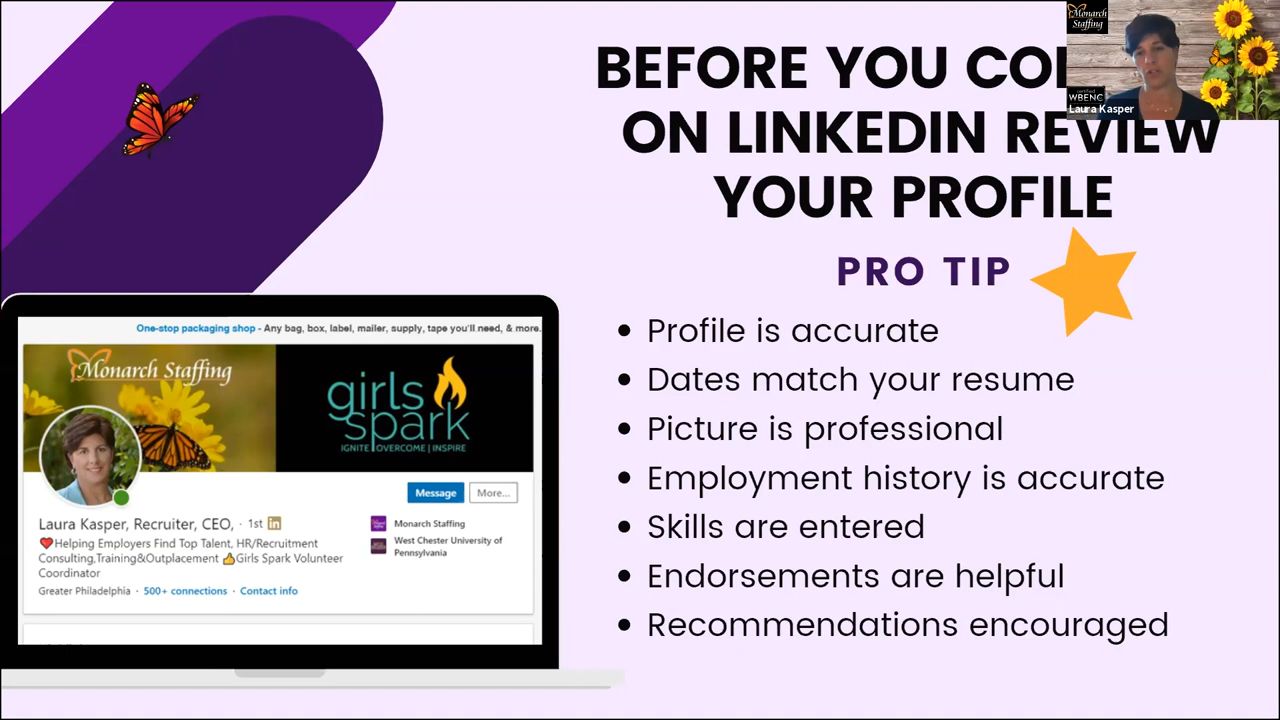 BEFORE YOU CO
ON LINKEDIN REVIEW
YOUR PROFILE
PRO TIP
• Profile is accurate
• Dates match your resume
• Picture is professional
• Employment history is accurate
• Skills are entered
• Endorsements are helpful
• Recommendations encouraged
Monarch
Staffing
certified
WBENC
Laura Kasper
One-stop packaging shop - Any bag, box, label, mailer, supply, tape you'll need, & more.
Monarch Staffing
girls
spark
IGNITE OVERCOME | INSPIRE
Message
More...
Laura Kasper, Recruiter, CEO, · 1st in
❤️Helping Employers Find Top Talent, HR/Recruitment
Consulting,Training&Outplacement 👍Girls Spark Volunteer
Coordinator
Greater Philadelphia · 500+ connections · Contact info
Monarch Staffing
West Chester University of
Pennsylvania